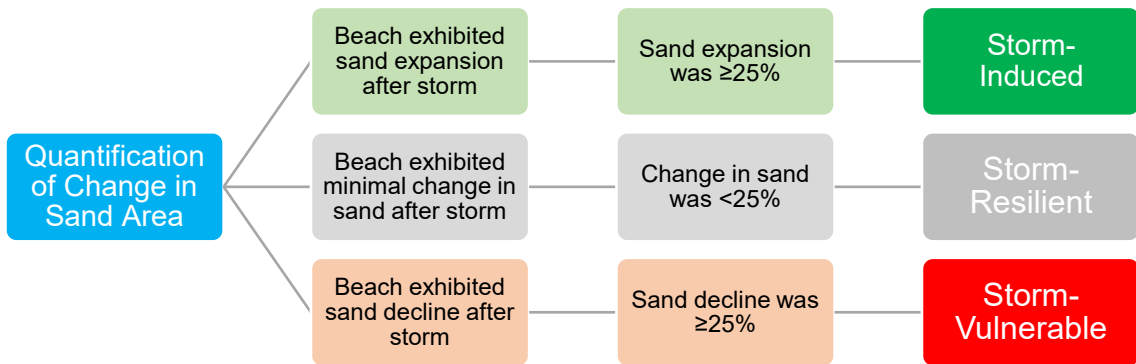 Beach exhibited
sand expansion
after storm
Sand expansion
was ≥25%
Storm-
Induced
Quantification
of Change in
Sand Area
Beach exhibited
minimal change in
sand after storm
Change in sand
was <25%
Storm-
Resilient
Beach exhibited
sand decline after
storm
Sand decline was
≥25%
Storm-
Vulnerable